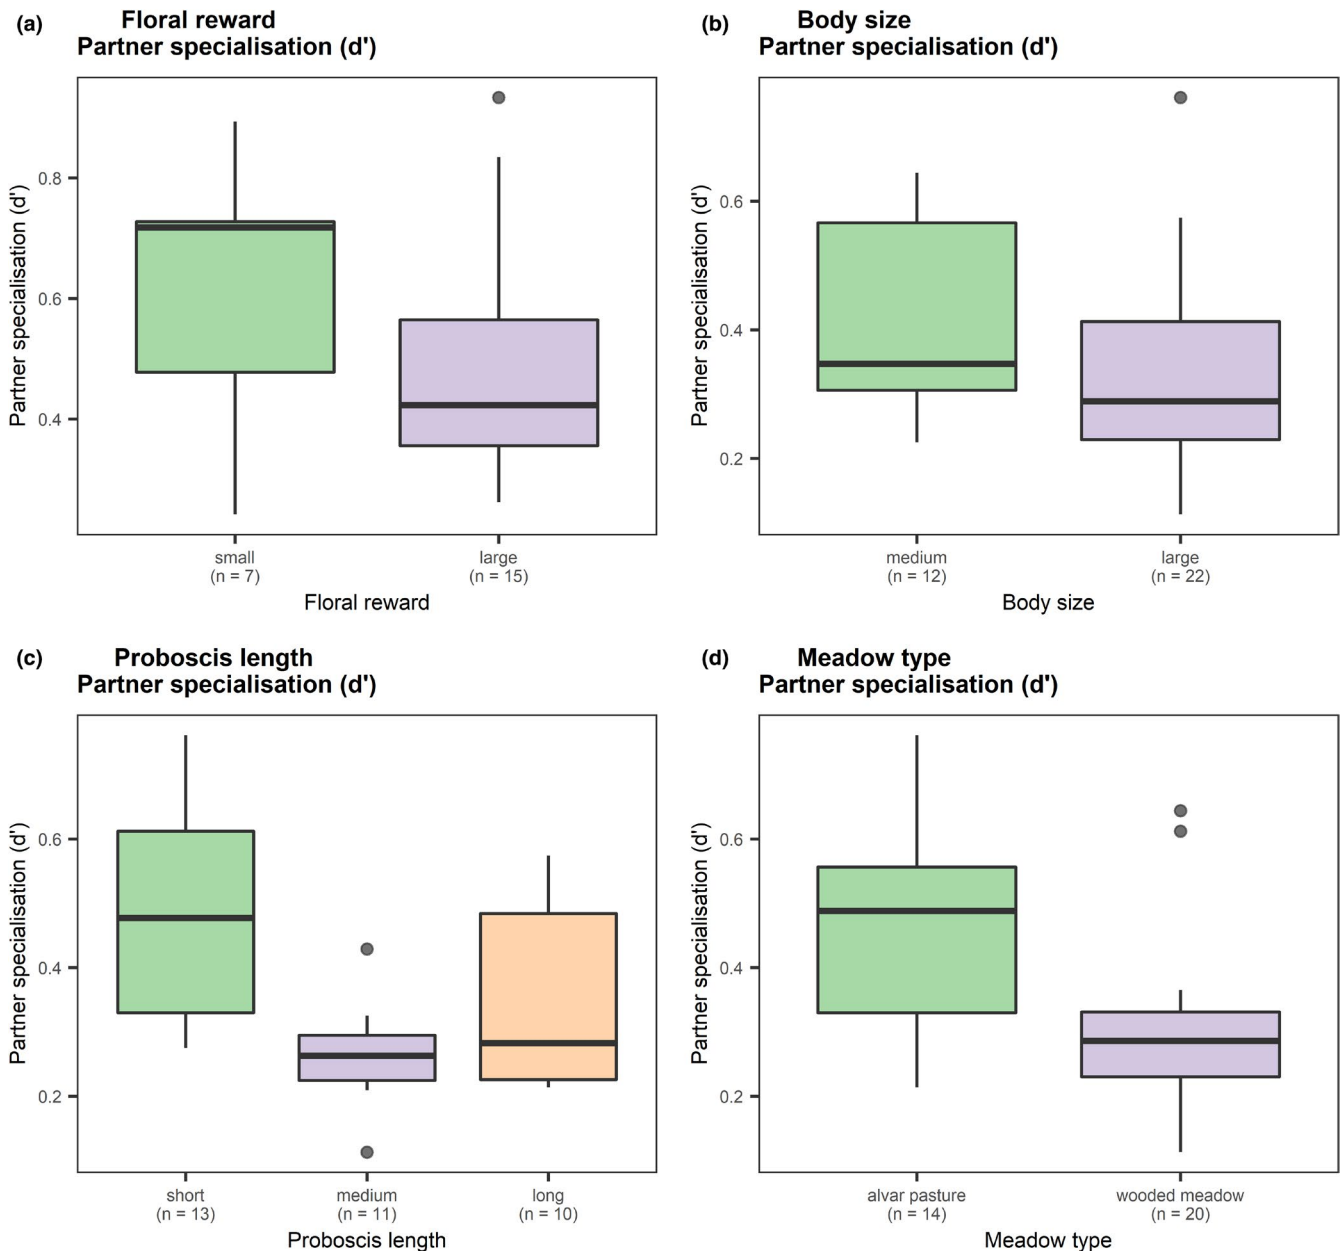 (a)
Floral reward
Partner specialisation (d')
Partner specialisation (d')
0.8
0.6
0.4
small
(n = 7)
large
(n = 15)
Floral reward
(b)
Body size
Partner specialisation (d')
Partner specialisation (d')
0.6
0.4
0.2
medium
(n = 12)
large
(n = 22)
Body size
(c)
Proboscis length
Partner specialisation (d')
Partner specialisation (d')
0.6
0.4
0.2
short
(n = 13)
medium
(n = 11)
long
(n = 10)
Proboscis length
(d)
Meadow type
Partner specialisation (d')
Partner specialisation (d')
0.6
0.4
0.2
alvar pasture
(n = 14)
wooded meadow
(n = 20)
Meadow type